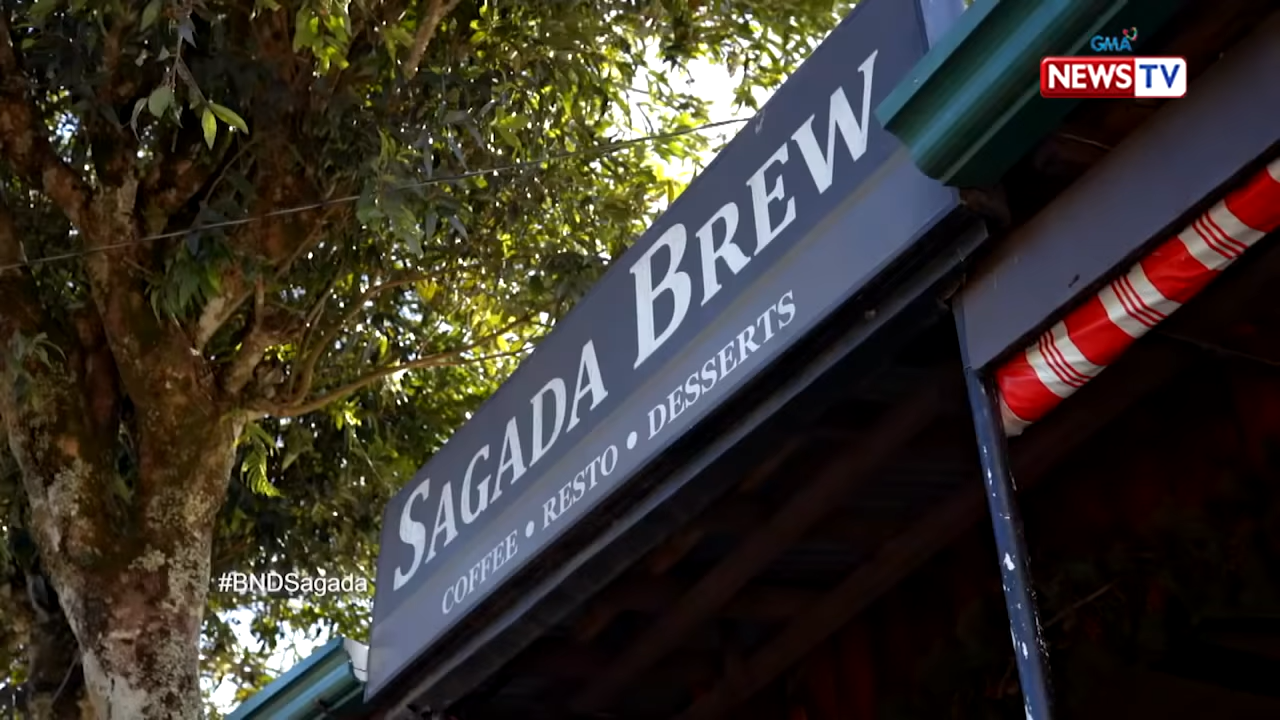 GMA
NEWS TV
SAGADA BREW
COFFEE • RESTO • DESSERTS
#BNDSagada